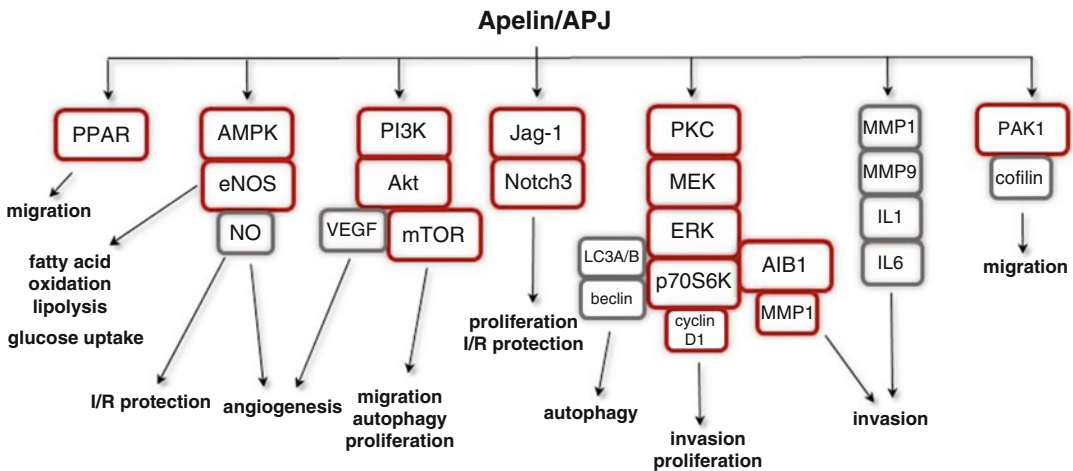 Apelin/APJ
PPAR
migration
AMPK
eNOS
NO
fatty acid
oxidation
lipolysis
glucose uptake
I/R protection
angiogenesis
PI3K
Akt
VEGF
mTOR
migration
autophagy
proliferation
Jag-1
Notch3
proliferation
I/R protection
PKC
MEK
ERK
p70S6K
LC3A/B
beclin
cyclin
D1
AIB1
MMP1
autophagy
invasion
proliferation
MMP1
MMP9
IL1
IL6
invasion
PAK1
cofilin
migration